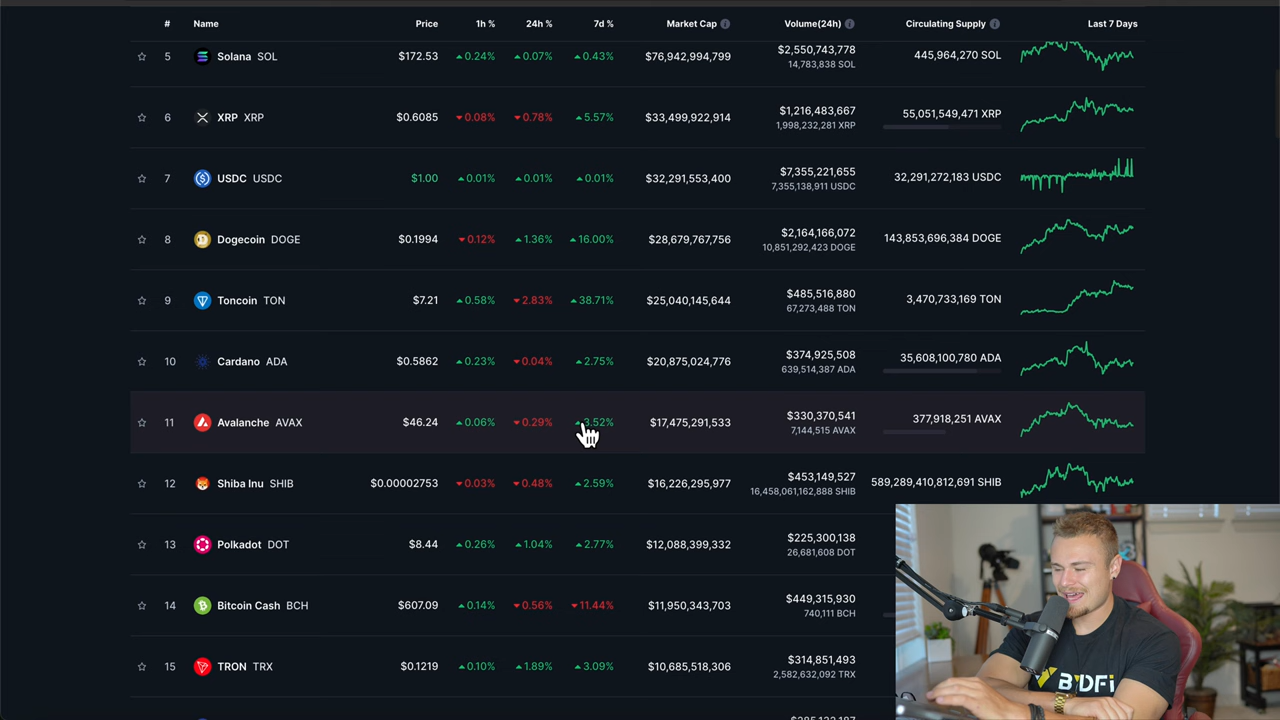 # Name Price 1h % 24h % 7d % Market Cap Volume(24h) Circulating Supply Last 7 Days
5 Solana SOL $172.53 0.24% 0.07% 0.43% $76,942,994,799 $2,550,743,778 445,964,270 SOL
14,783,838 SOL
6 XRP XRP $0.6085 0.08% 0.78% 5.57% $33,499,922,914 $1,216,483,667 55,051,549,471 XRP
1,998,232,281 XRP
7 USDC USDC $1.00 0.01% 0.01% 0.01% $32,291,553,400 $7,355,221,655 32,291,272,183 USDC
7,355,138,911 USDC
8 Dogecoin DOGE $0.1994 0.12% 1.36% 16.00% $28,679,767,756 $2,164,166,072 143,853,696,384 DOGE
10,851,292,423 DOGE
9 Toncoin TON $7.21 0.58% 2.83% 38.71% $25,040,145,644 $485,516,880 3,470,733,169 TON
67,273,488 TON
10 Cardano ADA $0.5862 0.23% 0.04% 2.75% $20,875,024,776 $374,925,508 35,608,100,780 ADA
639,514,387 ADA
11 Avalanche AVAX $46.24 0.06% 0.29% 3.52% $17,475,291,533 $330,370,541 377,918,251 AVAX
7,144,515 AVAX
12 Shiba Inu SHIB $0.00002753 0.03% 0.48% 2.59% $16,226,295,977 $453,149,527 589,289,410,812,691 SHIB
16,458,061,162,888 SHIB
13 Polkadot DOT $8.44 0.26% 1.04% 2.77% $12,088,399,332 $225,300,138
26,681,608 DOT
14 Bitcoin Cash BCH $607.09 0.14% 0.56% 11.44% $11,950,343,703 $449,315,930
740,111 BCH
15 TRON TRX $0.1219 0.10% 1.89% 3.09% $10,685,518,306 $314,851,493
2,582,632,092 TRX
BYDFi